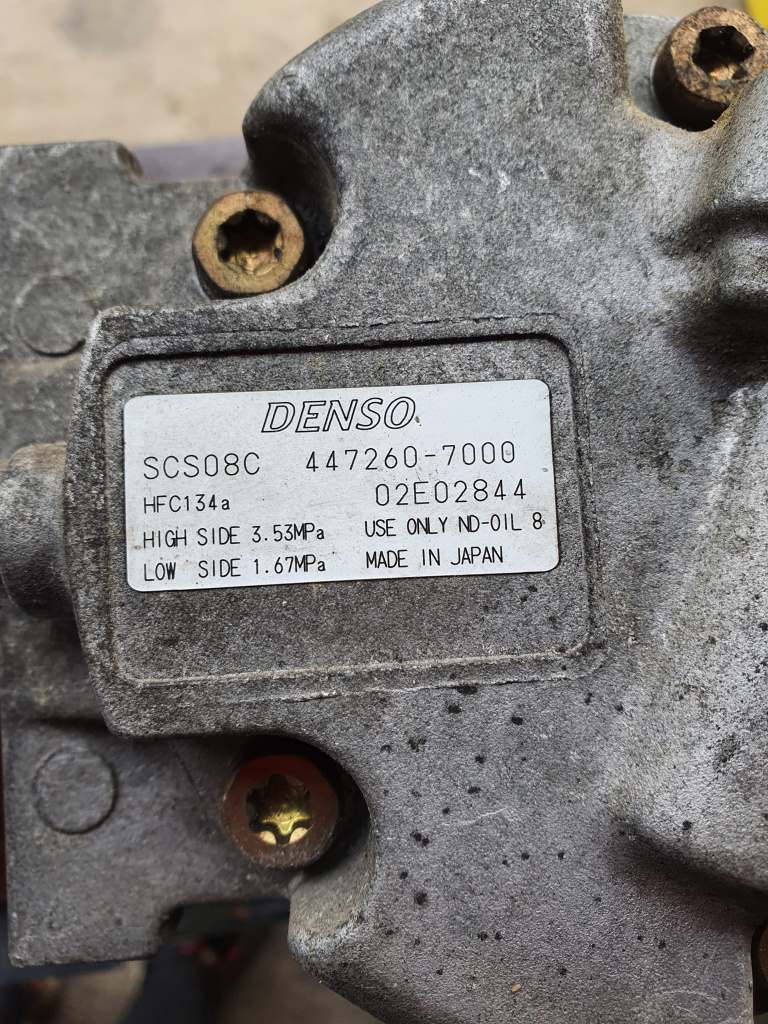 DENSO
SCS08C 447260-7000
HFC134a 02E02844
HIGH SIDE 3.53MPa USE ONLY ND-OIL 8
LOW SIDE 1.67MPa MADE IN JAPAN